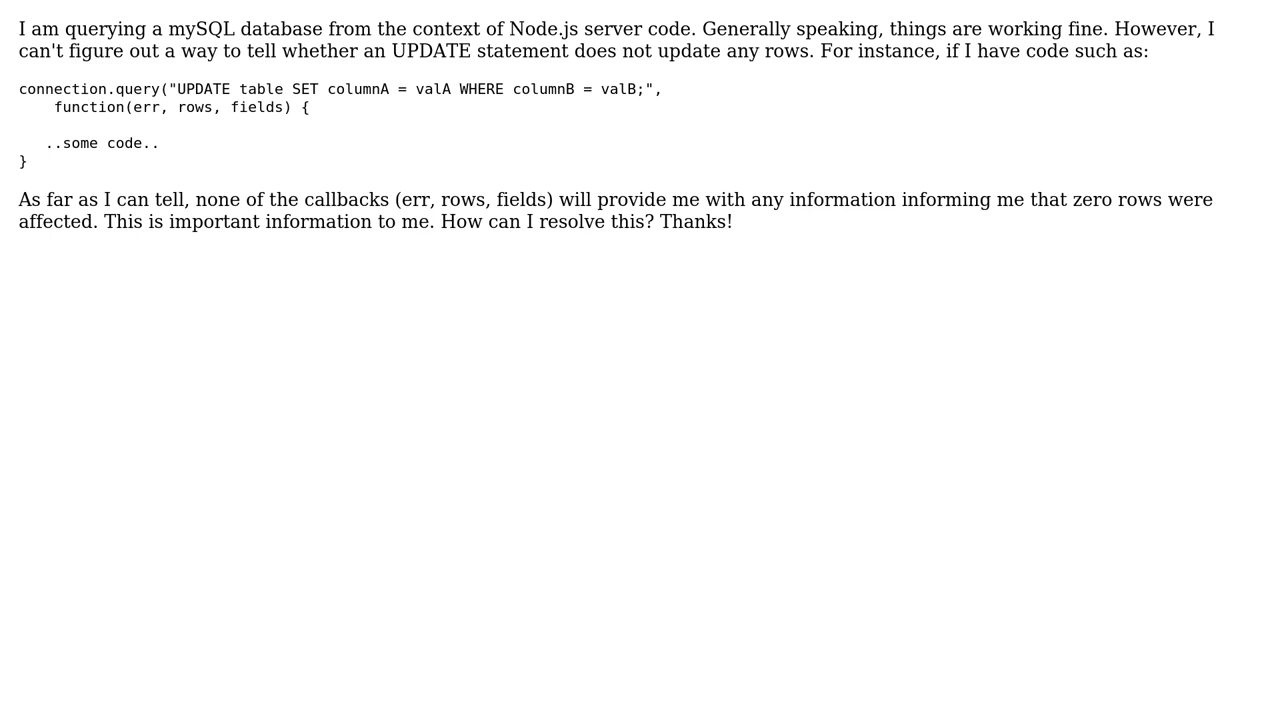 I am querying a mySQL database from the context of Node.js server code. Generally speaking, things are working fine. However, I
can't figure out a way to tell whether an UPDATE statement does not update any rows. For instance, if I have code such as:
connection.query("UPDATE table SET columnA = valA WHERE columnB = valB;",
    function(err, rows, fields) {
   ..some code..
}
As far as I can tell, none of the callbacks (err, rows, fields) will provide me with any information informing me that zero rows were
affected. This is important information to me. How can I resolve this? Thanks!